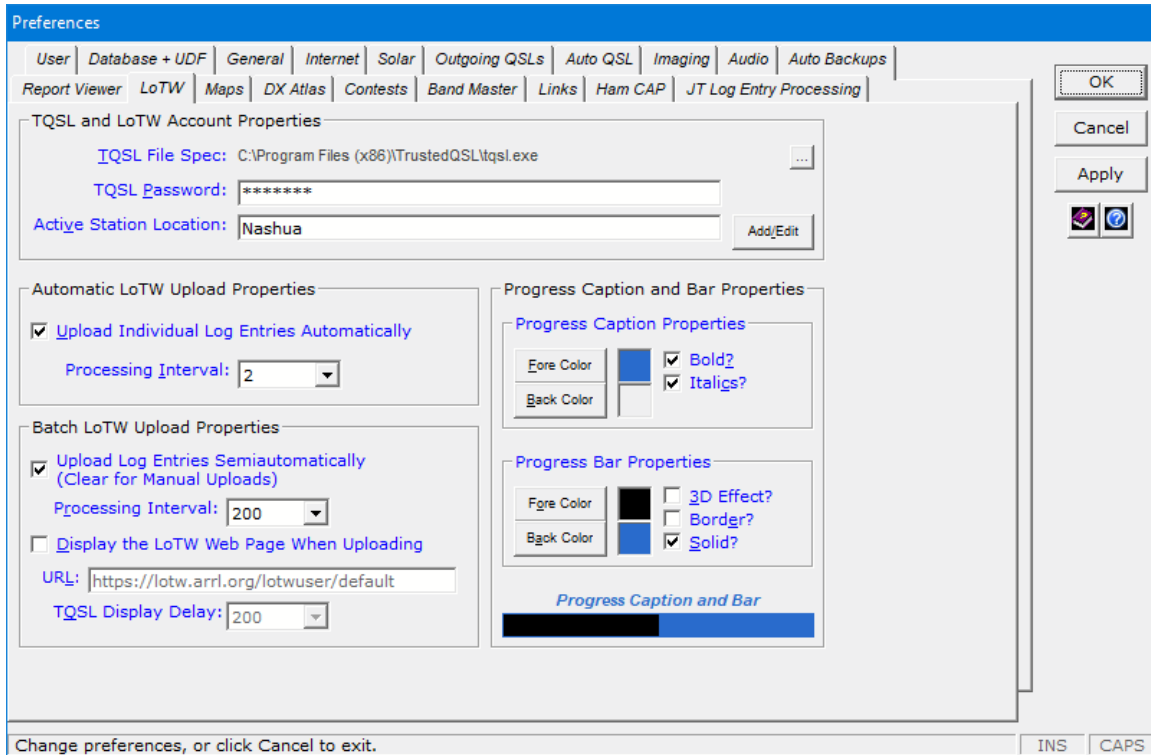 Preferences
User Database + UDF General Internet Solar Outgoing QSLs Auto QSL Imaging Audio Auto Backups
Report Viewer LoTW Maps DX Atlas Contests Band Master Links Ham CAP JT Log Entry Processing
OK
Cancel
Apply
TQSL and LoTW Account Properties
TQSL File Spec: C:\Program Files (x86)\TrustedQSL\tqsl.exe ...
TQSL Password: *******
Active Station Location: Nashua Add/Edit
Automatic LoTW Upload Properties
Upload Individual Log Entries Automatically
Processing Interval: 2
Batch LoTW Upload Properties
Upload Log Entries Semiautomatically
(Clear for Manual Uploads)
Processing Interval: 200
Display the LoTW Web Page When Uploading
URL: https://lotw.arrl.org/lotwuser/default
TQSL Display Delay: 200
Progress Caption and Bar Properties
Progress Caption Properties
Fore Color
Back Color
Bold?
Italics?
Progress Bar Properties
Fore Color
Back Color
3D Effect?
Border?
Solid?
Progress Caption and Bar
Change preferences, or click Cancel to exit.
INS CAPS